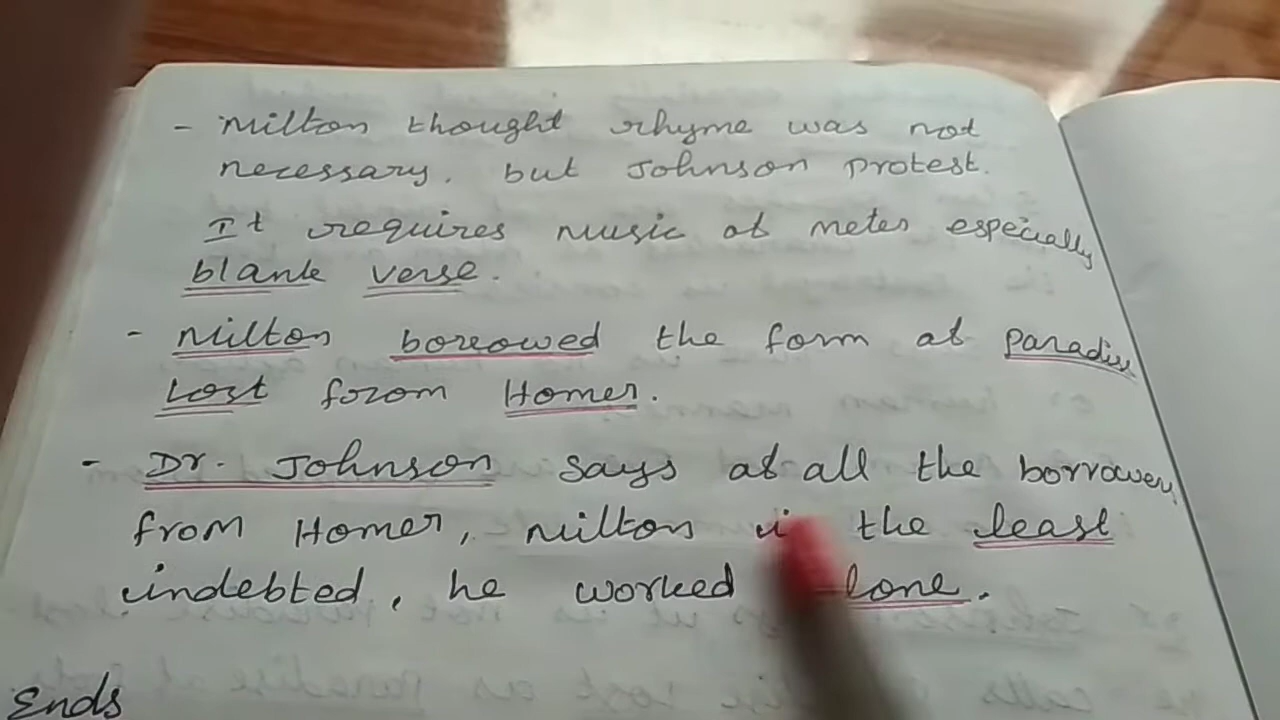 - Milton thought rhyme was not
necessary. but Johnson protest.
It requires music of meter especially
blank verse.
- Milton borrowed the form of paradise
Lost from Homer.
- Dr. Johnson says of all the borrowers
from Homer, Milton is the least
indebted, he worked lone.
Ends